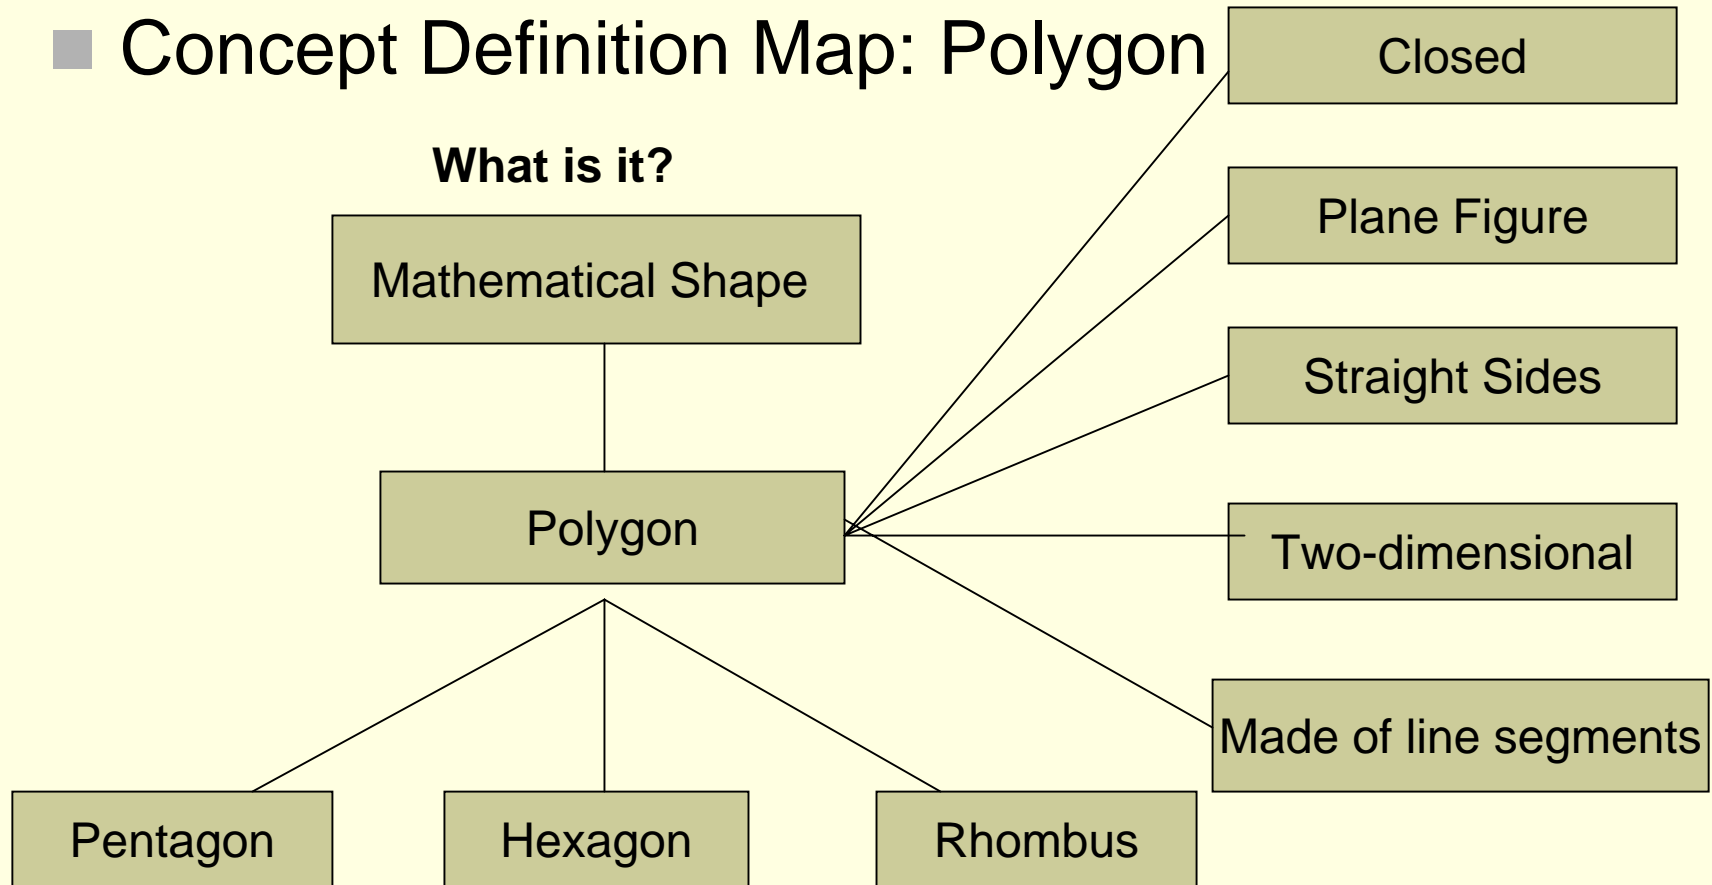 Concept Definition Map: Polygon
Closed
What is it?
Plane Figure
Mathematical Shape
Straight Sides
Polygon
Two-dimensional
Made of line segments
Pentagon
Hexagon
Rhombus